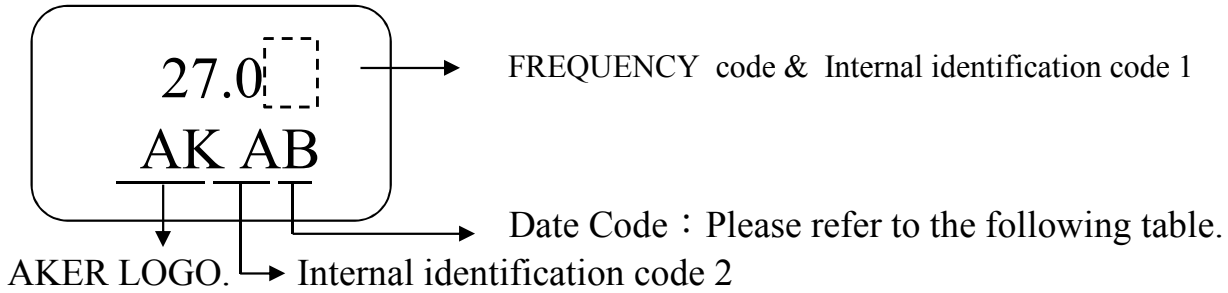 27.0
FREQUENCY code & Internal identification code 1
AK AB
Date Code：Please refer to the following table.
AKER LOGO.
Internal identification code 2